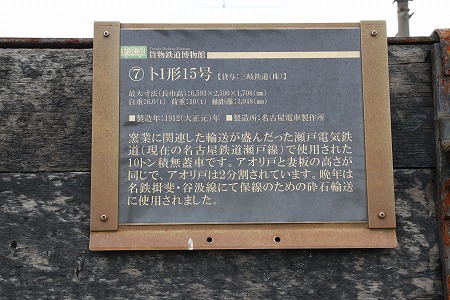 貨物鉄道博物館
⑦ ト1形15号【貸与:三岐鉄道(株)】
最大寸法(長巾高):6,593×2,500×1,708(mm)
自重:6.0(t) 荷重:10(t) 軸距離:3,048(mm)
■製造年:1912(大正元)年 ■製造所:名古屋電車製作所
窯業に関連した輸送が盛んだった瀬戸電気鉄
道(現在の名古屋鉄道瀬戸線)で使用された
10トン積無蓋車です。アオリ戸と妻板の高さが
同じで、アオリ戸は2分割されています。晩年は
名鉄揖斐・谷汲線にて保線のための砕石輸送
に使用されました。